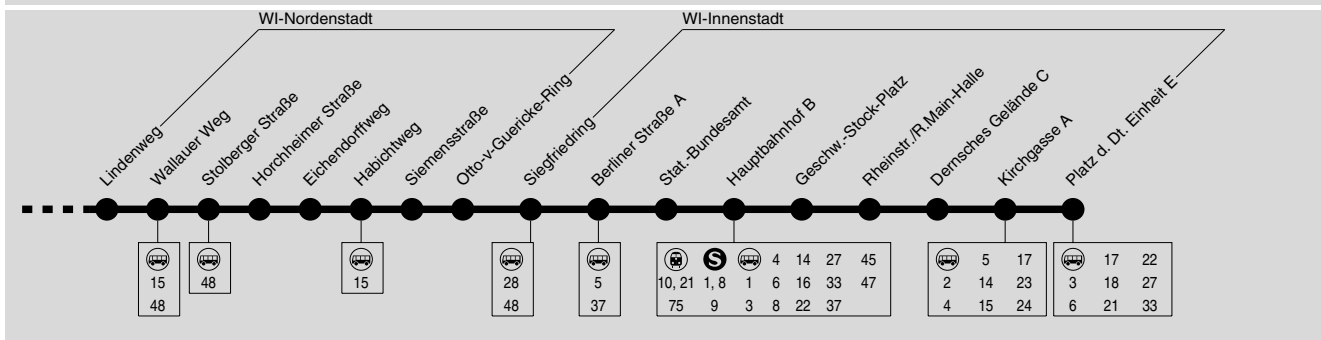 WI-Nordenstadt
WI-Innenstadt
Lindenweg
Wallauer Weg
Stolberger Straße
Horchheimer Straße
Eichendorffweg
Habichtweg
Siemensstraße
Otto-v-Guericke-Ring
Siegfriedring
Berliner Straße A
Stat.-Bundesamt
Hauptbahnhof B
Geschw.-Stock-Platz
Rheinstr./R.Main-Halle
Dernsches Gelände C
Kirchgasse A
Platz d. Dt. Einheit E
15
48
48
15
28
48
5
37
S 4 14 27 45
10, 21 1, 8 1 6 16 33 47
75 9 3 8 22 37
5 17
2 14 23
4 15 24
17 22
3 18 27
6 21 33